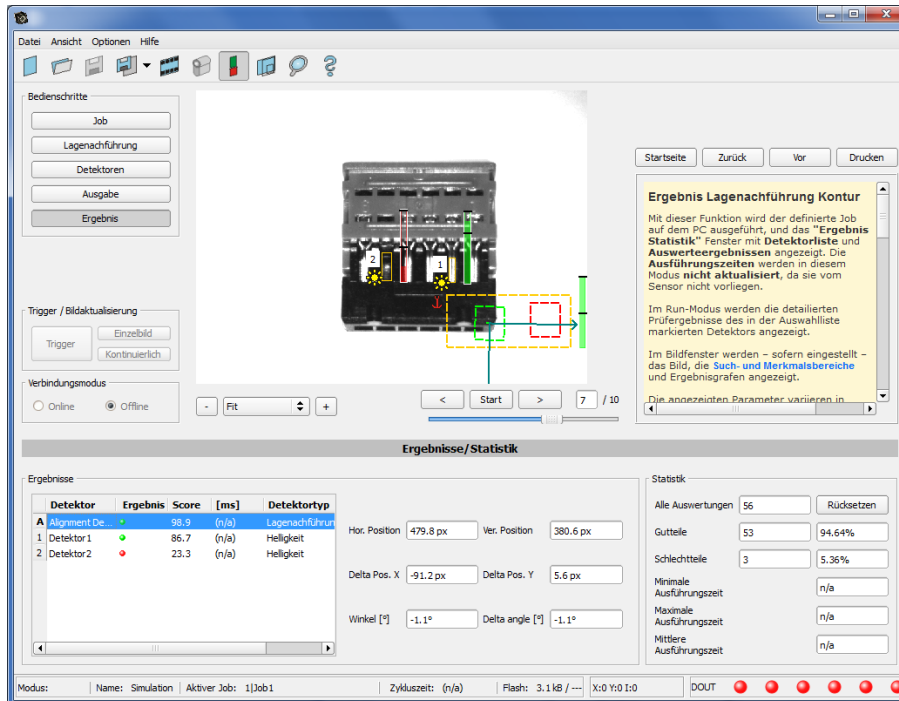 Datei Ansicht Optionen Hilfe
Bedienschritte
Job
Lagenachführung
Detektoren
Ausgabe
Ergebnis
Trigger / Bildaktualisierung
Trigger
Einzelbild
Kontinuierlich
Verbindungsmodus
Online Offline
2
1
- Fit +
< Start > 7 / 10
Startseite Zurück Vor Drucken
Ergebnis Lagenachführung Kontur
Mit dieser Funktion wird der definierte Job
auf dem PC ausgeführt, und das "Ergebnis
Statistik" Fenster mit Detektorliste und
Auswerteergebnissen angezeigt. Die
Ausführungszeiten werden in diesem
Modus nicht aktualisiert, da sie vom
Sensor nicht vorliegen.
Im Run-Modus werden die detailierten
Prüfergebnisse des in der Auswahlliste
markierten Detektors angezeigt.
Im Bildfenster werden – sofern eingestellt –
das Bild, die Such- und Merkmalsbereiche
und Ergebnisgrafen angezeigt.
Die angezeigten Parameter variieren in
Ergebnisse/Statistik
Ergebnisse
Detektor Ergebnis Score [ms] Detektortyp
A Alignment De... 98.9 (n/a) Lagenachführun
1 Detektor1 86.7 (n/a) Helligkeit
2 Detektor2 23.3 (n/a) Helligkeit
Hor. Position 479.8 px Ver. Position 380.6 px
Delta Pos. X -91.2 px Delta Pos. Y 5.6 px
Winkel [°] -1.1° Delta angle [°] -1.1°
Statistik
Alle Auswertungen 56 Rücksetzen
Gutteile 53 94.64%
Schlechtteile 3 5.36%
Minimale
Ausführungszeit n/a
Maximale
Ausführungszeit n/a
Mittlere
Ausführungszeit n/a
Modus: Name: Simulation Aktiver Job: 1|Job1 Zykluszeit: (n/a) Flash: 3.1 kB / --- X:0 Y:0 I:0 DOUT